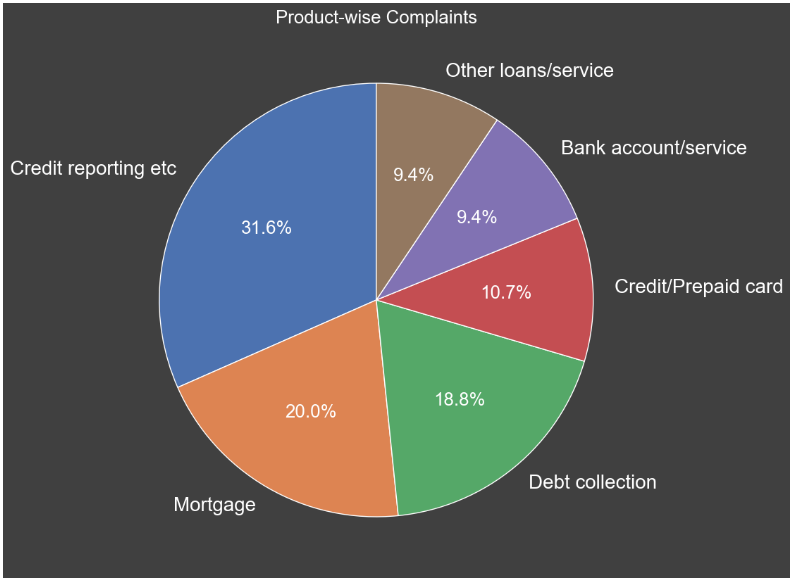 Product-wise Complaints
Other loans/service
Bank account/service
Credit reporting etc
9.4%
9.4%
31.6%
Credit/Prepaid card
10.7%
18.8%
20.0%
Debt collection
Mortgage